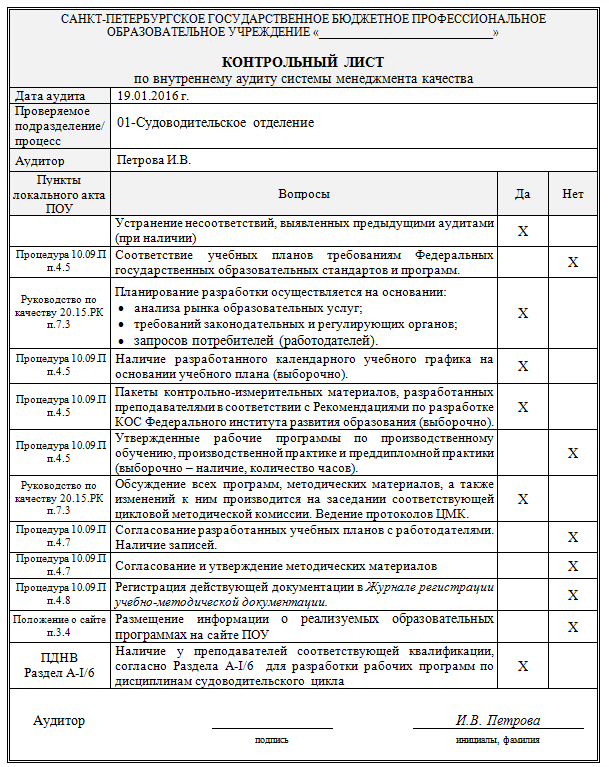 САНКТ-ПЕТЕРБУРГСКОЕ ГОСУДАРСТВЕННОЕ БЮДЖЕТНОЕ ПРОФЕССИОНАЛЬНОЕ
ОБРАЗОВАТЕЛЬНОЕ УЧРЕЖДЕНИЕ «____________________________»
КОНТРОЛЬНЫЙ ЛИСТ
по внутреннему аудиту системы менеджмента качества
Дата аудита 19.01.2016 г.
Проверяемое
подразделение/
процесс
01-Судоводительское отделение
Аудитор Петрова И.В.
Пункты
локального акта
ПОУ
Вопросы Да Нет
Устранение несоответствий, выявленных предыдущими аудитами
(при наличии)
X
Процедура 10.09.П
п.4.5
Соответствие учебных планов требованиям Федеральных
государственных образовательных стандартов и программ.
X
Руководство по
качеству 20.15.РК
п.7.3
Планирование разработки осуществляется на основании:
• анализа рынка образовательных услуг;
• требований законодательных и регулирующих органов;
• запросов потребителей (работодателей).
X
Процедура 10.09.П
п.4.5
Наличие разработанного календарного учебного графика на
основании учебного плана (выборочно).
X
Процедура 10.09.П
п.4.5
Пакеты контрольно-измерительных материалов, разработанных
преподавателями в соответствии с Рекомендациями по разработке
КОС Федерального института развития образования (выборочно).
X
Процедура 10.09.П
п.4.5
Утвержденные рабочие программы по производственному
обучению, производственной практике и преддипломной практики
(выборочно – наличие, количество часов).
X
Руководство по
качеству 20.15.РК
п.7.3
Обсуждение всех программ, методических материалов, а также
изменений к ним производится на заседании соответствующей
цикловой методической комиссии. Ведение протоколов ЦМК.
X
Процедура 10.09.П
п.4.7
Согласование разработанных учебных планов с работодателями.
Наличие записей.
X
Процедура 10.09.П
п.4.7
Согласование и утверждение методических материалов
X
Процедура 10.09.П
п.4.8
Регистрация действующей документации в Журнале регистрации
учебно-методической документации.
X
Положение о сайте
п.3.4
Размещение информации о реализуемых образовательных
программах на сайте ПОУ
X
ПДНВ
Раздел А-I/6
Наличие у преподавателей соответствующей квалификации,
согласно Раздела А-I/6 для разработки рабочих программ по
дисциплинам судоводительского цикла
X
Аудитор ____________ И.В. Петрова
подпись инициалы, фамилия